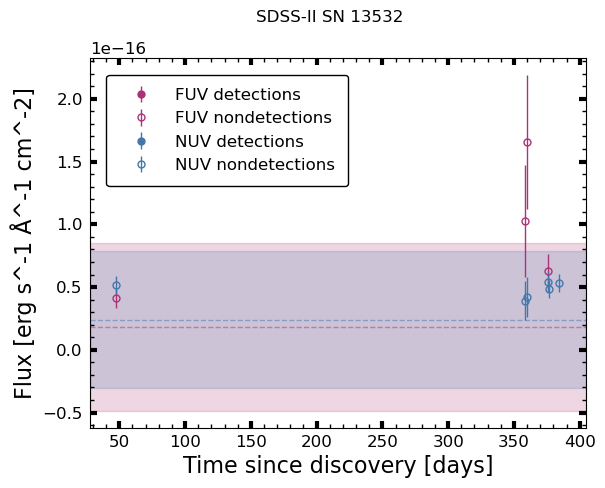 SDSS-II SN 13532
1e−16
FUV detections
FUV nondetections
NUV detections
NUV nondetections
2.0
1.5
1.0
0.5
0.0
−0.5
Flux [erg s^-1 Å^-1 cm^-2]
50 100 150 200 250 300 350 400
Time since discovery [days]